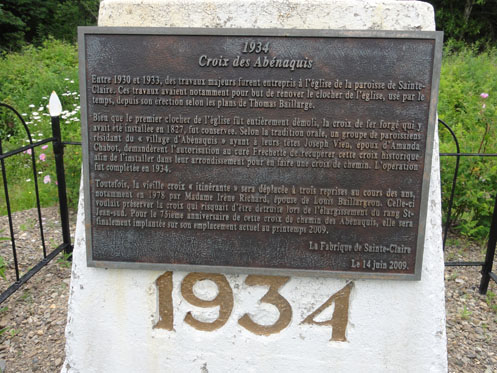 1934
Croix des Abénaquis
Entre 1930 et 1933, des travaux majeurs furent entrepris à l'église de la paroisse de Sainte-
Claire. Ces travaux avaient notamment pour but de rénover le clocher de l'église, usé par le
temps, depuis son érection selon les plans de Thomas Baillargé.
Bien que le premier clocher de l'église fût entièrement démoli, la croix de fer forgé, qui y
avait été installée en 1827, fut conservée. Selon la tradition orale, un groupe de paroissiens
résidant du « village d'Abénaquis » ayant à leurs têtes Joseph Vien, époux d'Amanda
Chabot, demandèrent l'autorisation au curé Frechette de récupérer cette croix historique
afin de l'installer dans leur arrondissement pour en faire une croix de chemin. L'opération
fut complétée en 1934.
Toutefois, la vieille croix « itinérante » sera déplacée à trois reprises au cours des ans,
notamment en 1978 par Madame Irène Richard, épouse de Louis Baillargeon. Celle-ci
voulait préserver la croix qui risquait d'être détruite lors de l'élargissement du rang St-
Jean-sud. Pour le 75ième anniversaire de cette croix de chemin des Abénaquis, elle sera
finalement implantée sur son emplacement actuel au printemps 2009.
La Fabrique de Sainte-Claire
Le 14 juin 2009.
1934